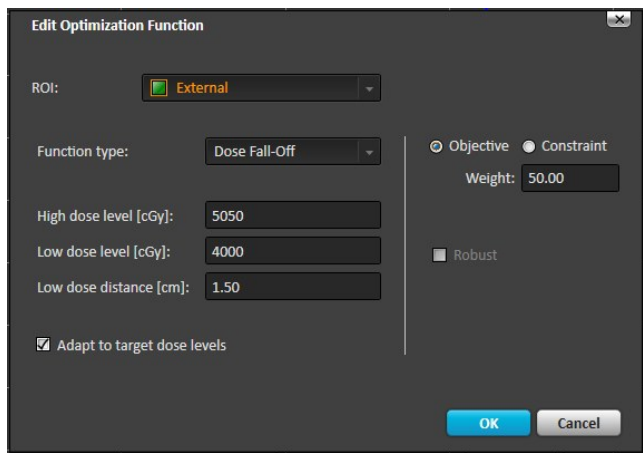 Edit Optimization Function
ROI: External
Function type: Dose Fall-Off
Objective Constraint
Weight: 50.00
High dose level [cGy]: 5050
Low dose level [cGy]: 4000
Robust
Low dose distance [cm]: 1.50
Adapt to target dose levels
OK Cancel